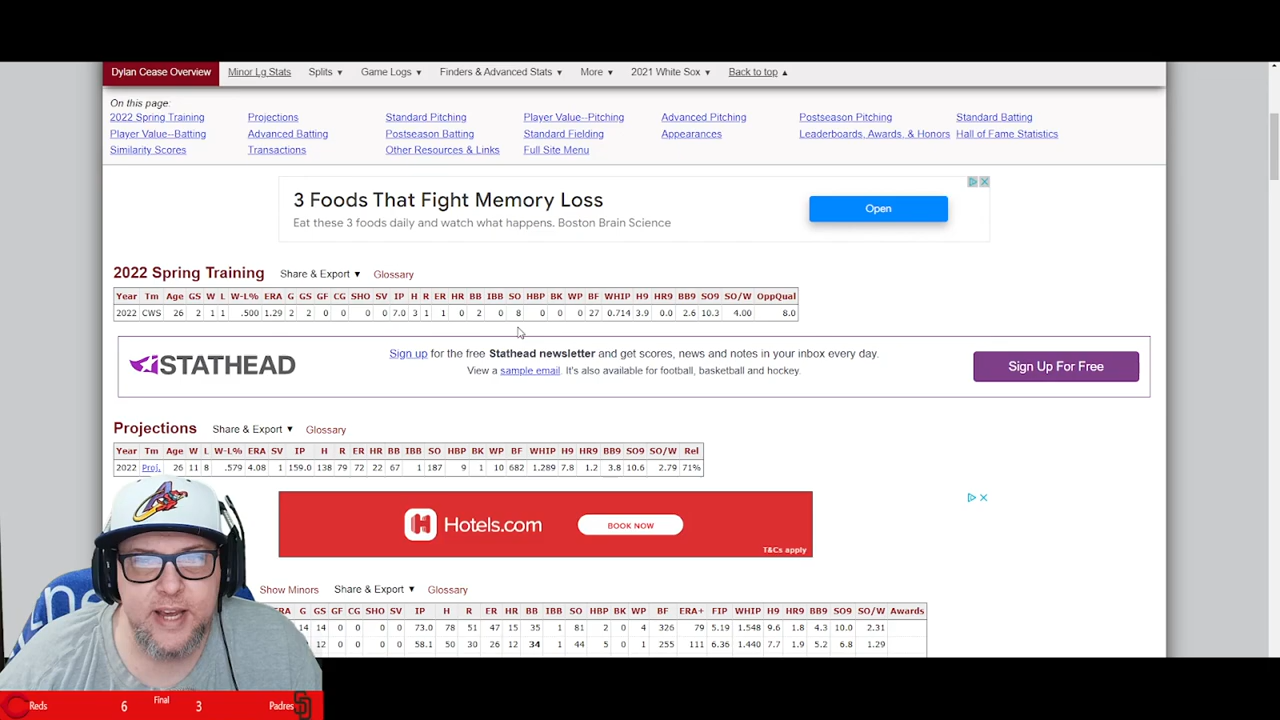 Dylan Cease Overview Minor Lg Stats Splits ▼ Game Logs ▼ Finders & Advanced Stats ▼ More ▼ 2021 White Sox ▼ Back to top ▲
On this page:
2022 Spring Training Projections Standard Pitching Player Value--Pitching Advanced Pitching Postseason Pitching Standard Batting
Player Value--Batting Advanced Batting Postseason Batting Standard Fielding Appearances Leaderboards, Awards, & Honors Hall of Fame Statistics
Similarity Scores Transactions Other Resources & Links Full Site Menu
3 Foods That Fight Memory Loss
Eat these 3 foods daily and watch what happens. Boston Brain Science
Open
2022 Spring Training Share & Export ▼ Glossary
Year Tm Age GS W L W-L% ERA G GS GF CG SHO SV IP H R ER HR BB IBB SO HBP BK WP BF WHIP H9 HR9 BB9 SO9 SO/W OppQual
2022 CWS 26 2 1 1 .500 1.29 2 2 0 0 0 0 7.0 3 1 1 0 2 0 8 0 0 0 27 0.714 3.9 0.0 2.6 10.3 4.00 8.0
STATHEAD
Sign up for the free Stathead newsletter and get scores, news and notes in your inbox every day.
View a sample email. It's also available for football, basketball and hockey.
Sign Up For Free
Projections Share & Export ▼ Glossary
Year Tm Age W L W-L% ERA SV IP H R ER HR BB IBB SO HBP BK WP BF WHIP H9 HR9 BB9 SO9 SO/W Rel
2022 Proj. 26 11 8 .579 4.08 1 159.0 138 79 72 22 67 1 187 9 1 10 682 1.289 7.8 1.2 3.8 10.6 2.79 71%
H Hotels.com BOOK NOW
T&Cs apply
Show Minors Share & Export ▼ Glossary
ERA G GS GF CG SHO SV IP H R ER HR BB IBB SO HBP BK WP BF ERA+ FIP WHIP H9 HR9 BB9 SO9 SO/W Awards
14 14 0 0 0 0 73.0 78 51 47 15 35 1 81 2 0 4 326 79 5.19 1.548 9.6 1.8 4.3 10.0 2.31
12 0 0 0 0 58.1 50 30 26 12 34 1 44 5 0 1 255 111 6.36 1.440 7.7 1.9 5.2 6.8 1.29
Reds 6 Final 3 Padres